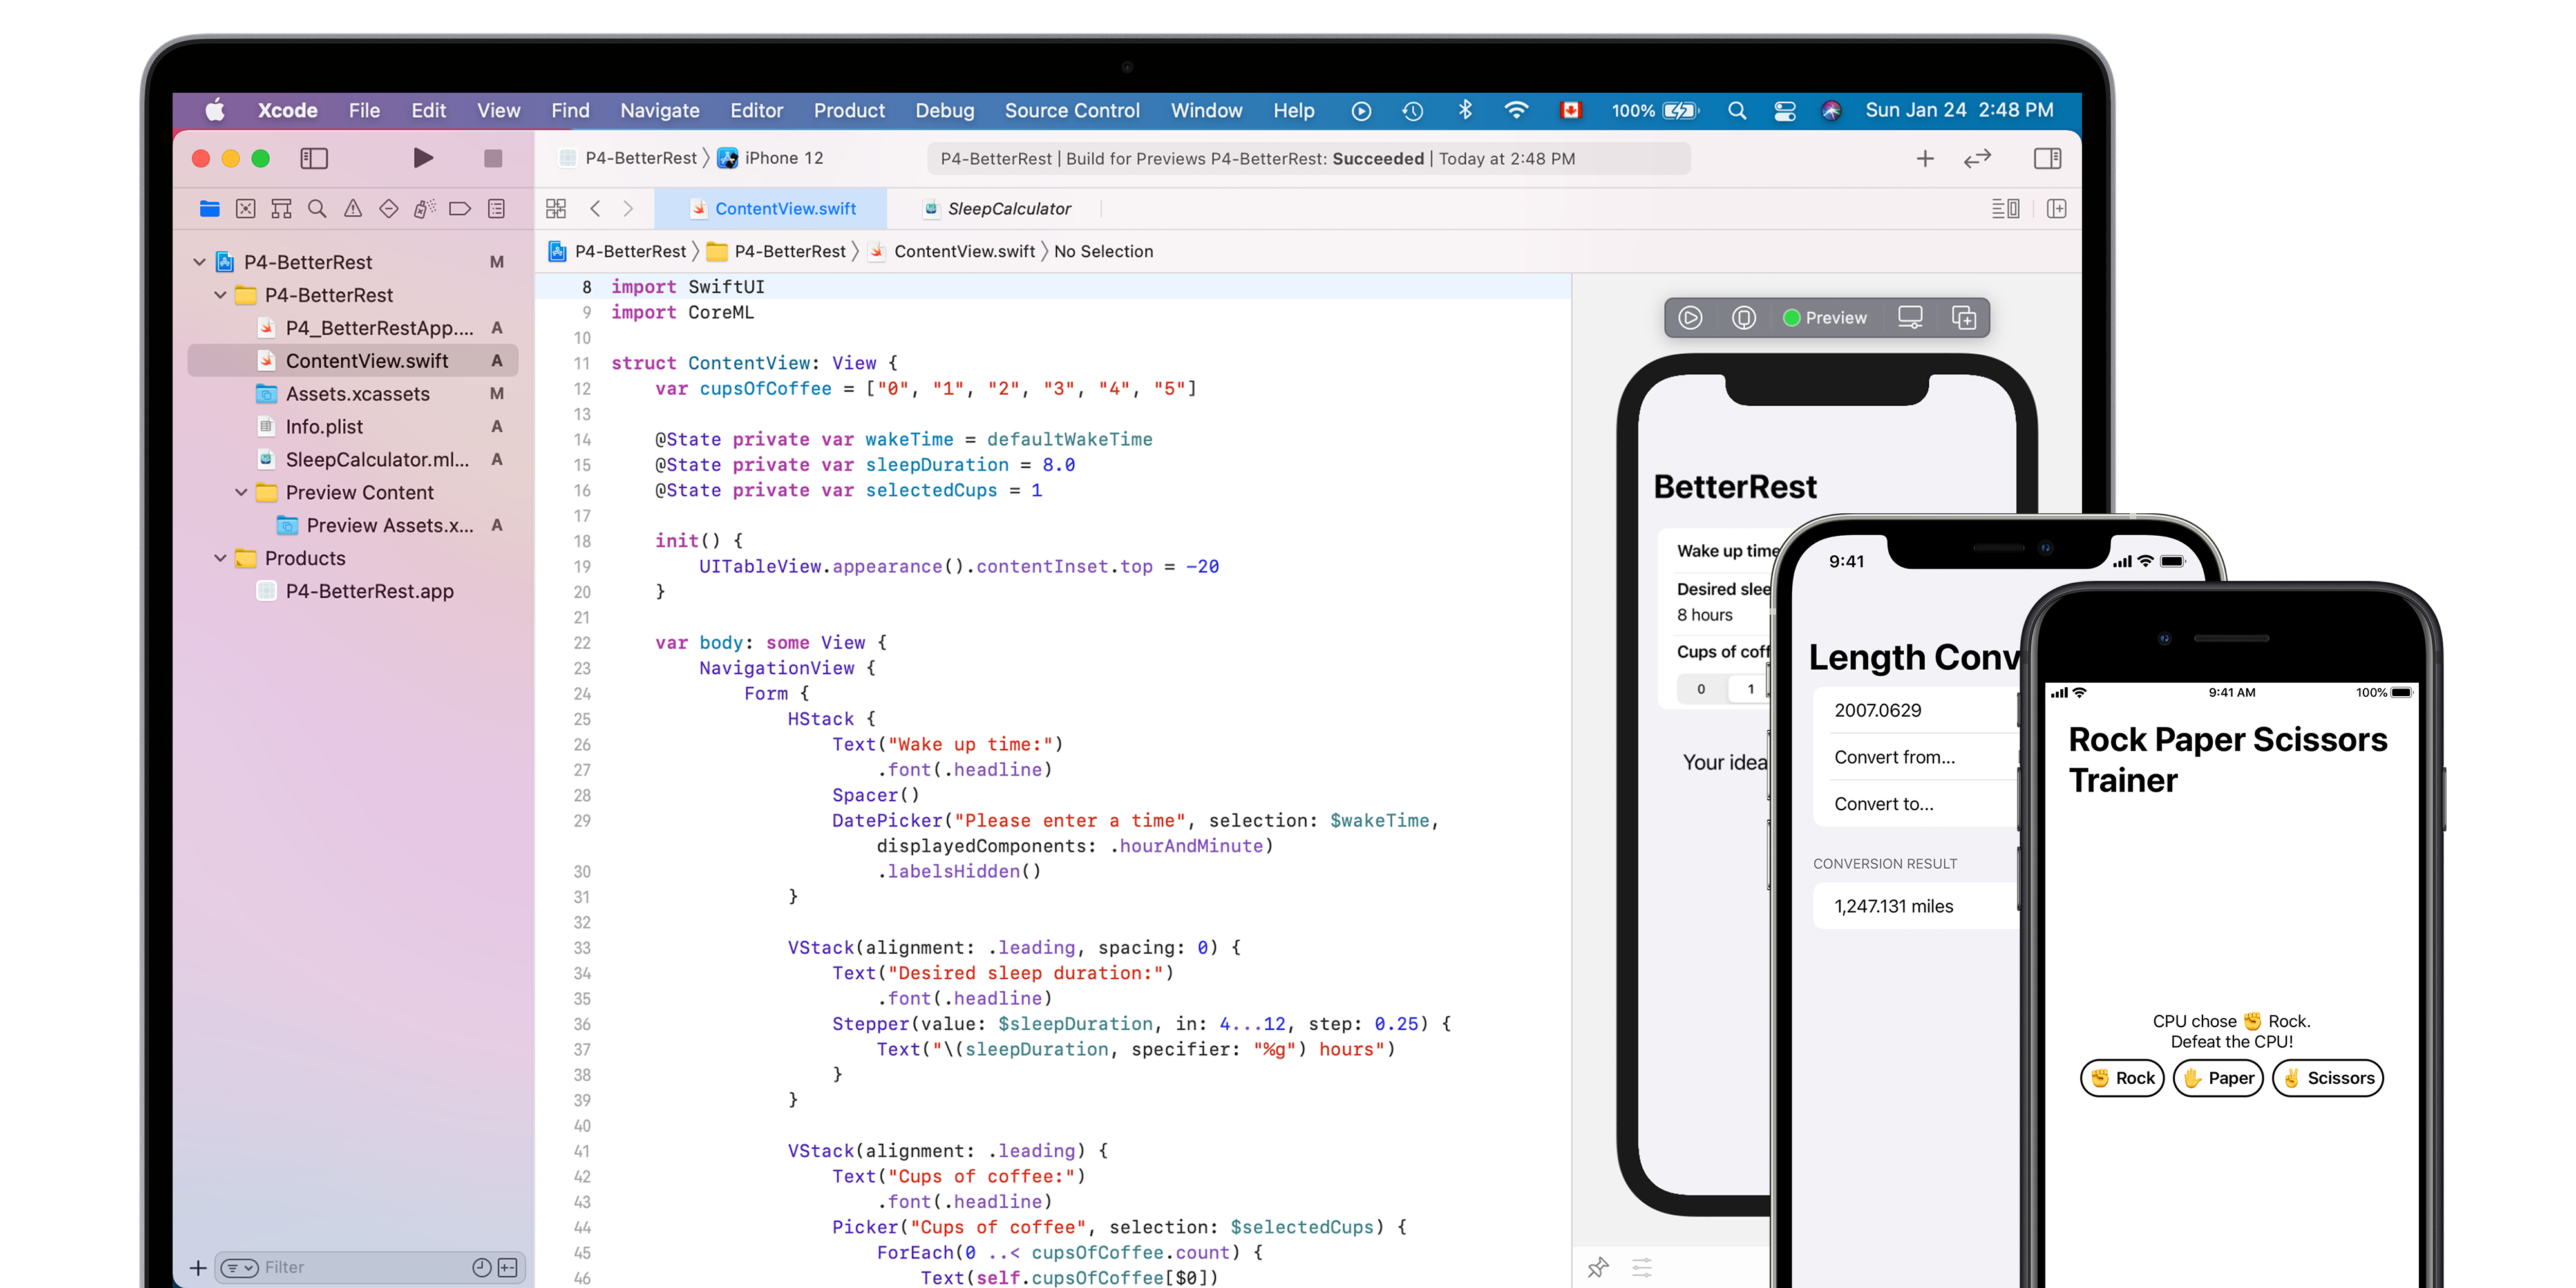 Xcode File Edit View Find Navigate Editor Product Debug Source Control Window Help 100% Sun Jan 24 2:48 PM
P4-BetterRest iPhone 12 P4-BetterRest | Build for Previews P4-BetterRest: Succeeded | Today at 2:48 PM
ContentView.swift SleepCalculator
P4-BetterRest P4-BetterRest ContentView.swift No Selection
P4-BetterRest M
P4-BetterRest
P4_BetterRestApp.... A
ContentView.swift A
Assets.xcassets M
Info.plist A
SleepCalculator.ml... A
Preview Content
Preview Assets.x... A
Products
P4-BetterRest.app
Filter
8 import SwiftUI
9 import CoreML
10
11 struct ContentView: View {
12 var cupsOfCoffee = ["0", "1", "2", "3", "4", "5"]
13
14 @State private var wakeTime = defaultWakeTime
15 @State private var sleepDuration = 8.0
16 @State private var selectedCups = 1
17
18 init() {
19 UITableView.appearance().contentInset.top = -20
20 }
21
22 var body: some View {
23 NavigationView {
24 Form {
25 HStack {
26 Text("Wake up time:")
27 .font(.headline)
28 Spacer()
29 DatePicker("Please enter a time", selection: $wakeTime,
displayedComponents: .hourAndMinute)
30 .labelsHidden()
31 }
32
33 VStack(alignment: .leading, spacing: 0) {
34 Text("Desired sleep duration:")
35 .font(.headline)
36 Stepper(value: $sleepDuration, in: 4...12, step: 0.25) {
37 Text("\(sleepDuration, specifier: "%g") hours")
38 }
39 }
40
41 VStack(alignment: .leading) {
42 Text("Cups of coffee:")
43 .font(.headline)
44 Picker("Cups of coffee", selection: $selectedCups) {
45 ForEach(0 ..< cupsOfCoffee.count) {
46 Text(self.cupsOfCoffee[$0])
Preview
BetterRest
Wake up time
Desired slee
8 hours
Cups of coff
0 1
Your idea
9:41
Length Conv
2007.0629
Convert from...
Convert to...
CONVERSION RESULT
1,247.131 miles
9:41 AM 100%
Rock Paper Scissors
Trainer
CPU chose ✊ Rock.
Defeat the CPU!
✊ Rock ✋ Paper ✌ Scissors